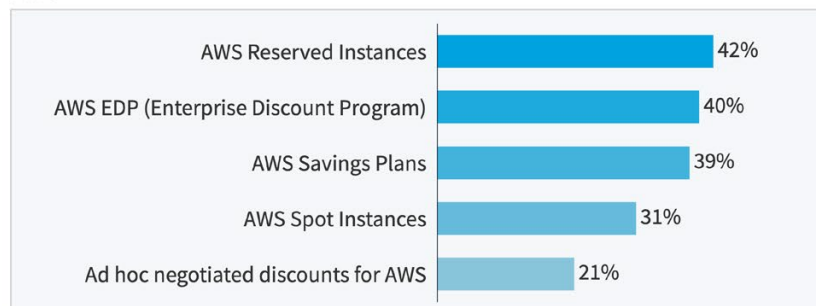 AWS Reserved Instances 42%
AWS EDP (Enterprise Discount Program) 40%
AWS Savings Plans 39%
AWS Spot Instances 31%
Ad hoc negotiated discounts for AWS 21%